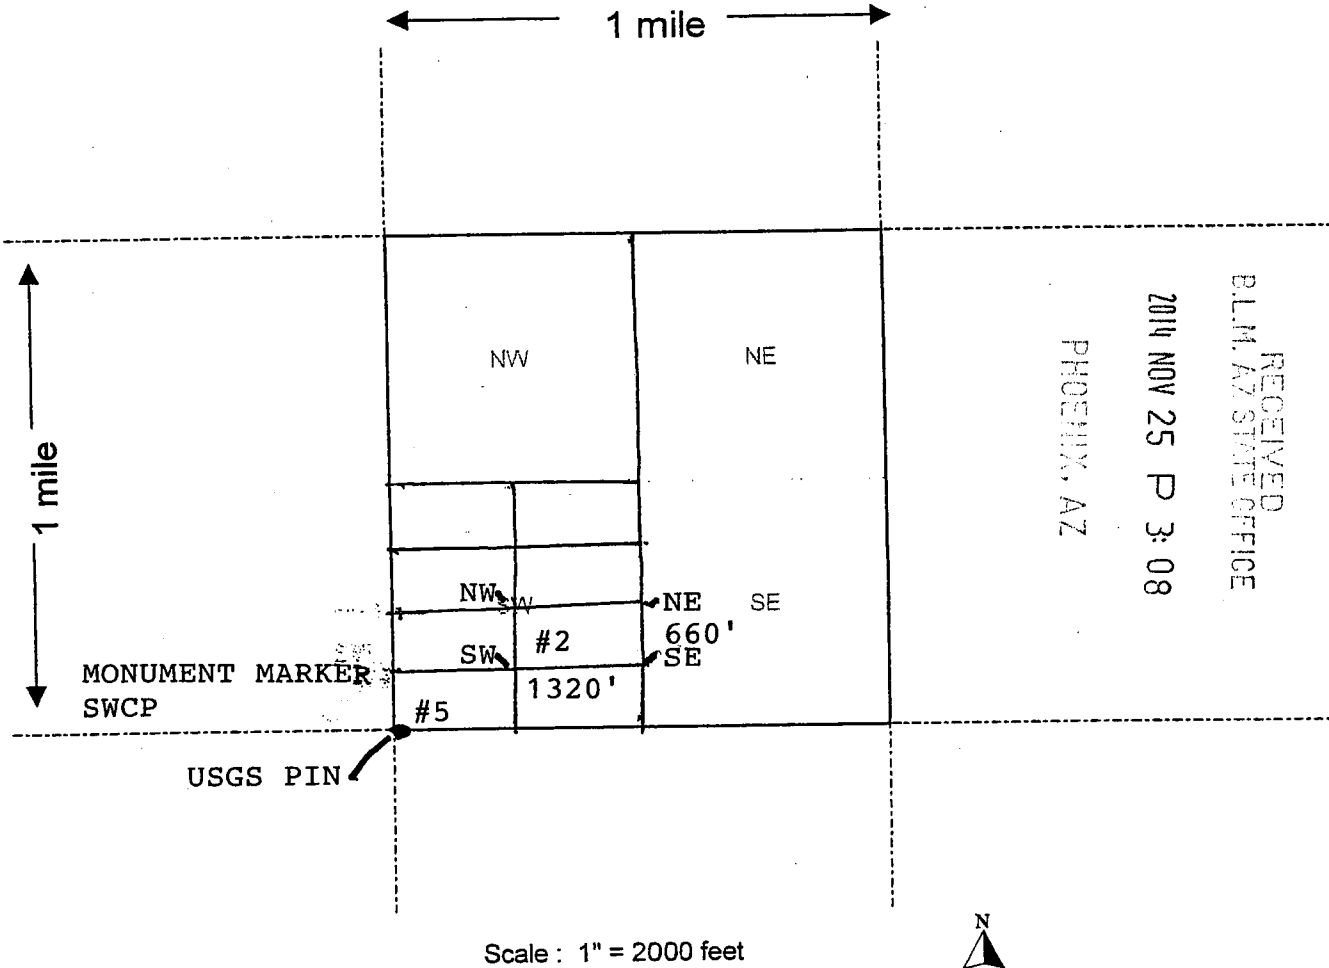 1 mile
1 mile
NW
NE
NW
SW
NE
SE
660'
#2
SW
SE
1320'
MONUMENT MARKER
SWCP
#5
USGS PIN
RECEIVED
B.L.M. AZ STATE OFFICE
2014 NOV 25 P 3:08
PHOENIX, AZ
Scale : 1" = 2000 feet
N